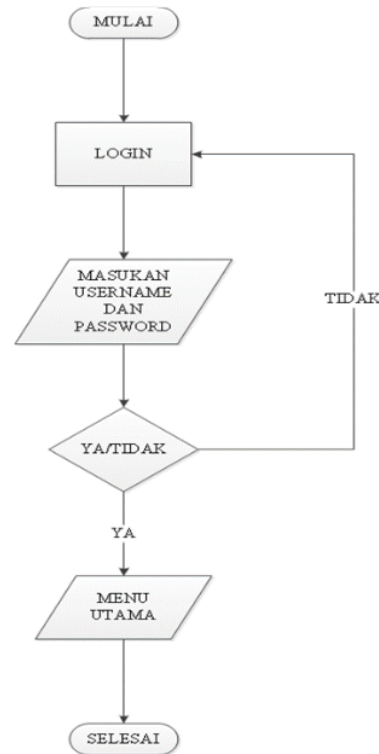 MULAI
LOGIN
MASUKAN
USERNAME
DAN
PASSWORD
TIDAK
YA/TIDAK
YA
MENU
UTAMA
SELESAI